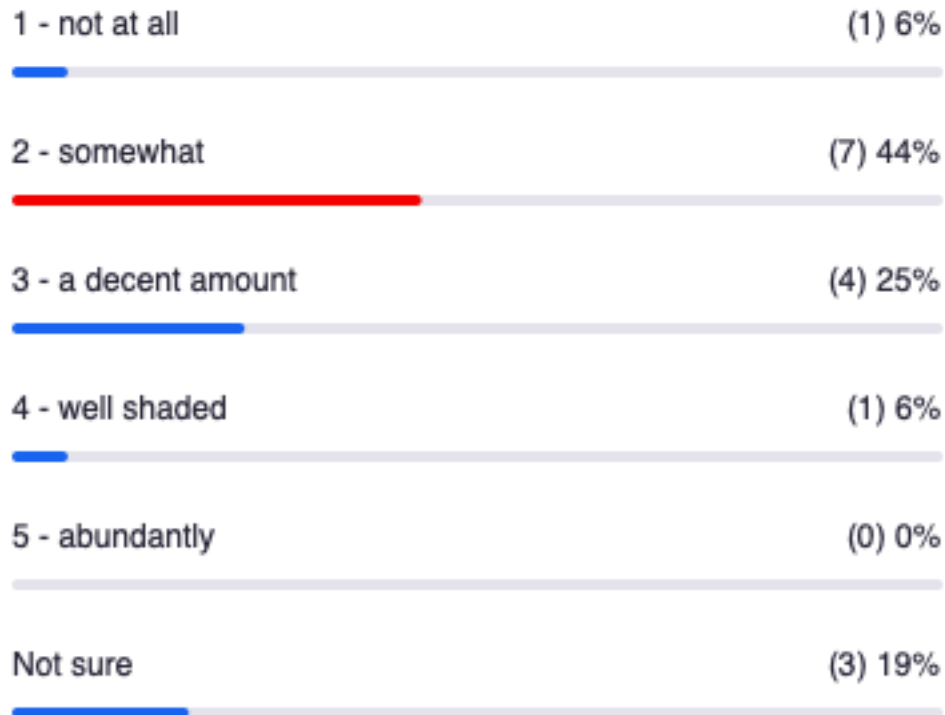 1 - not at all (1) 6%
2 - somewhat (7) 44%
3 - a decent amount (4) 25%
4 - well shaded (1) 6%
5 - abundantly (0) 0%
Not sure (3) 19%